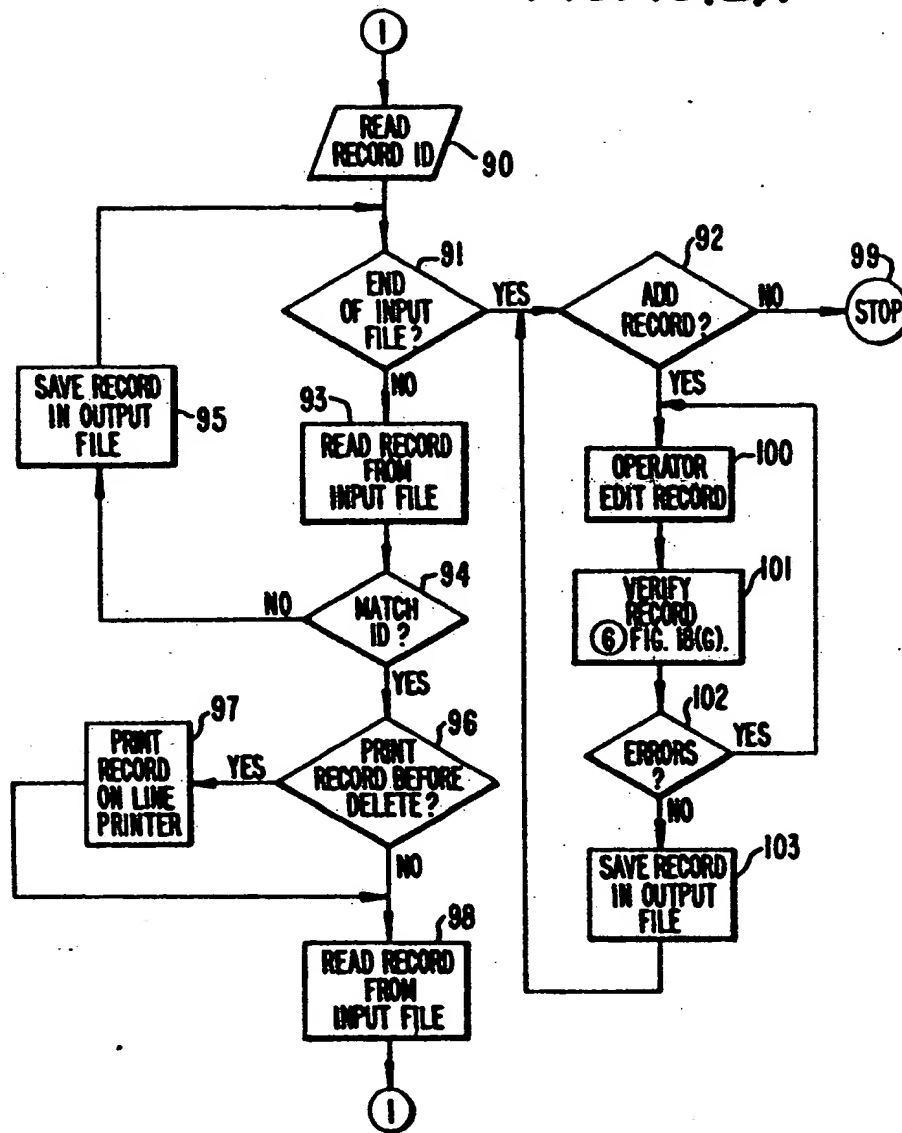 1
READ
RECORD ID
90
91
END
OF INPUT
FILE?
YES
NO
92
ADD
RECORD?
NO
YES
99
STOP
SAVE RECORD
IN OUTPUT
FILE
95
93
READ RECORD
FROM
INPUT FILE
94
MATCH
ID?
NO
YES
100
OPERATOR
EDIT RECORD
101
VERIFY
RECORD
6 FIG. 18(G).
102
ERRORS
?
YES
NO
103
SAVE RECORD
IN OUTPUT
FILE
97
PRINT
RECORD
ON LINE
PRINTER
96
PRINT
RECORD BEFORE
DELETE?
YES
NO
98
READ RECORD
FROM
INPUT FILE
1